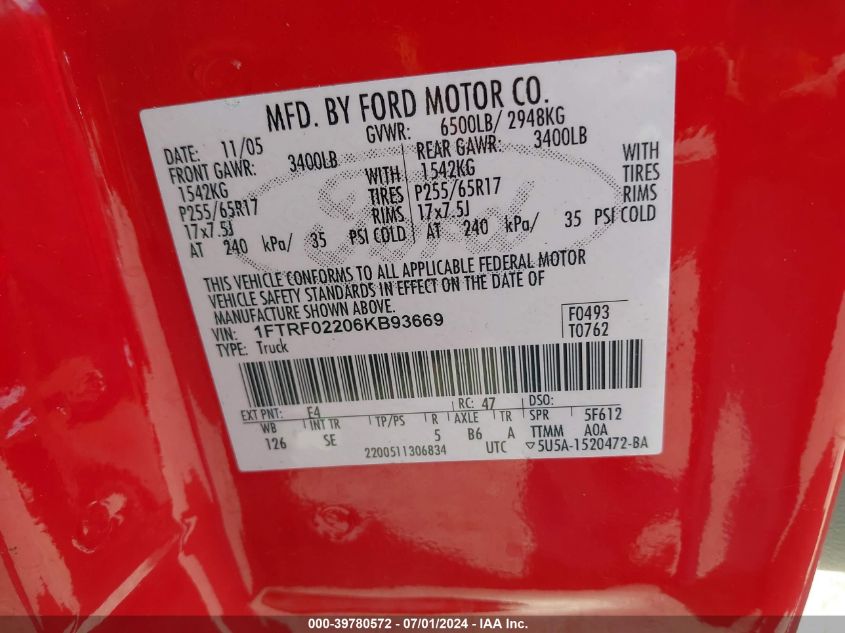 MFD. BY FORD MOTOR CO.
DATE: 11/05 GVWR: 6500LB/ 2948KG
FRONT GAWR: 3400LB REAR GAWR: 3400LB
1542KG WITH 1542KG WITH
P255/65R17 TIRES P255/65R17 TIRES
17x7.5J RIMS 17x7.5J RIMS
AT 240 kPa/ 35 PSI COLD AT 240 kPa/ 35 PSI COLD
THIS VEHICLE CONFORMS TO ALL APPLICABLE FEDERAL MOTOR
VEHICLE SAFETY STANDARDS IN EFFECT ON THE DATE OF
MANUFACTURE SHOWN ABOVE.
VIN: 1FTRF02206KB93669 F0493
TYPE: Truck T0762
EXT PNT: E4 RC: 47 DSO:
WB INT TR TP/PS R AXLE TR SPR 5F612
126 SE 5 B6 A TTMM A0A
2200511306834 UTC ▽5U5A-1520472-BA
000-39780572 / 07/01/2024 - IAA Inc.